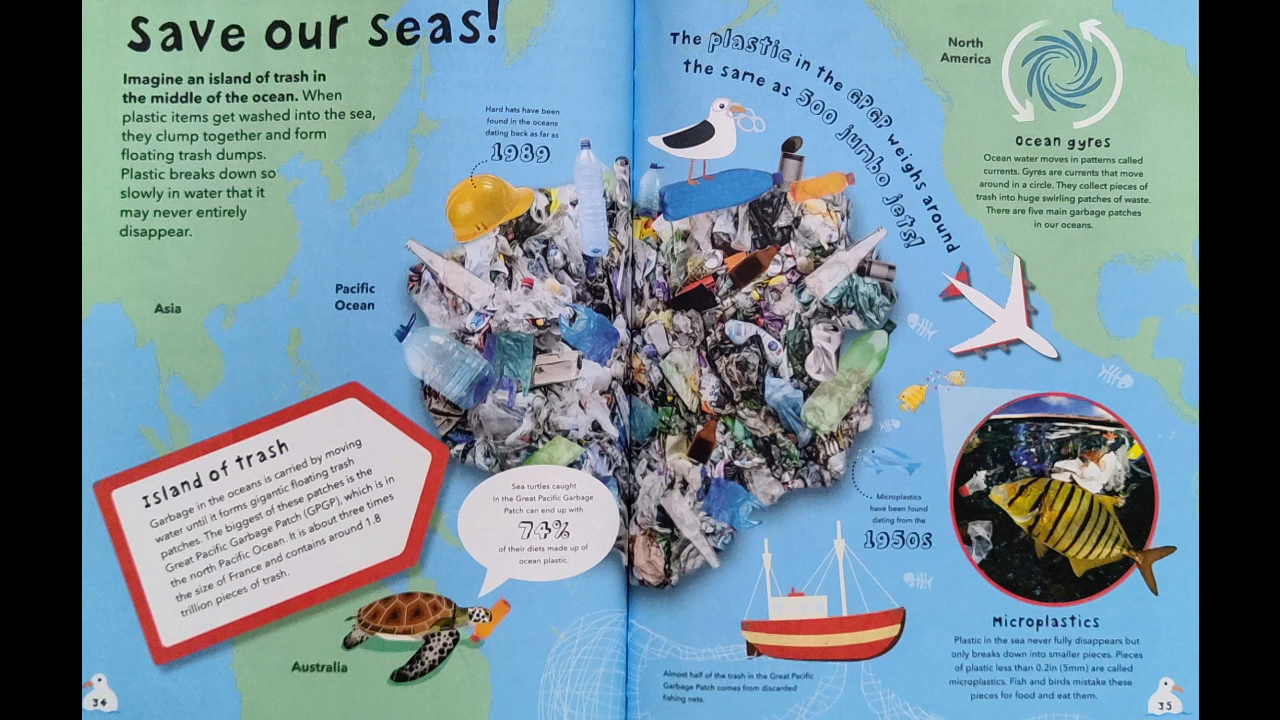 Save our seas!
Imagine an island of trash in
the middle of the ocean. When
plastic items get washed into the sea,
they clump together and form
floating trash dumps.
Plastic breaks down so
slowly in water that it
may never entirely
disappear.
Hard hats have been
found in the oceans
dating back as far as
1989
Asia
Pacific
Ocean
Island of trash
Garbage in the oceans is carried by moving
water until it forms gigantic floating trash
patches. The biggest of these patches is the
Great Pacific Garbage Patch (GPGP), which is in
the north Pacific Ocean. It is about three times
the size of France and contains around 1.8
trillion pieces of trash.
Sea turtles caught
in the Great Pacific Garbage
Patch can end up with
74%
of their diets made up of
ocean plastic.
Australia
34
The plastic in the GPGP weighs around
the same as 500 jumbo jets!
North
America
Ocean gyres
Ocean water moves in patterns called
currents. Gyres are currents that move
around in a circle. They collect pieces of
trash into huge swirling patches of waste.
There are five main garbage patches
in our oceans.
Microplastics
have been found
dating from the
1950s
Microplastics
Plastic in the sea never fully disappears but
only breaks down into smaller pieces. Pieces
of plastic less than 0.2in (5mm) are called
microplastics. Fish and birds mistake these
pieces for food and eat them.
Almost half of the trash in the Great Pacific
Garbage Patch comes from discarded
fishing nets.
35